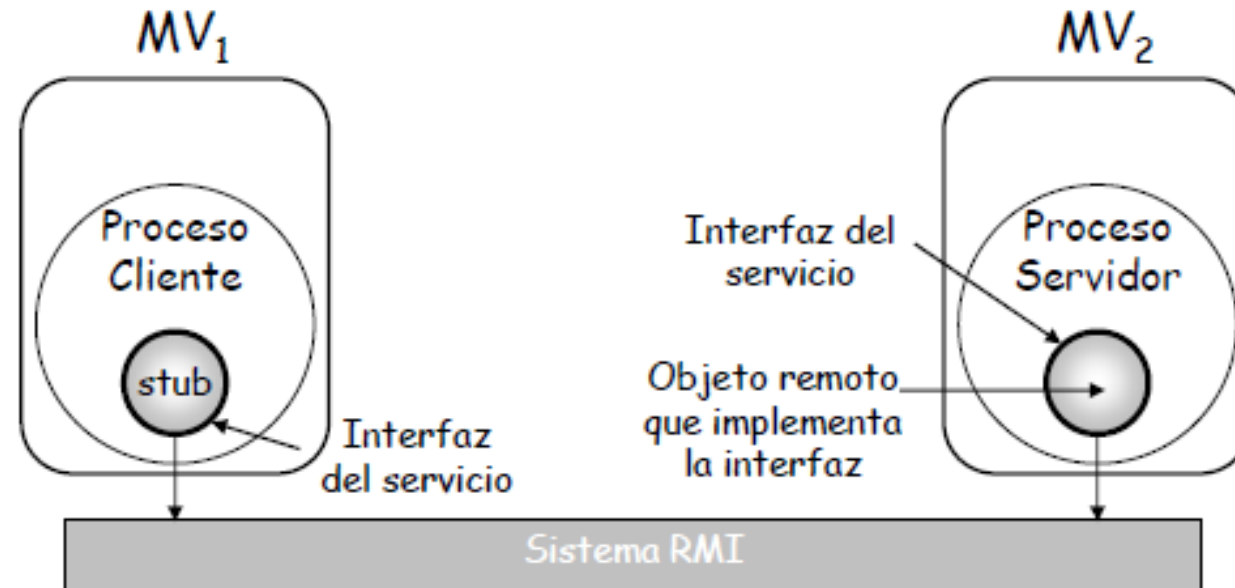 MV₁
MV₂
Proceso
Cliente
stub
Interfaz
del servicio
Interfaz del
servicio
Proceso
Servidor
Objeto remoto
que implementa
la interfaz
Sistema RMI